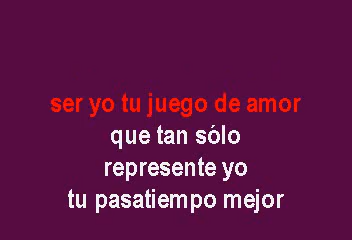 ser yo tu juego de amor
que tan sólo
represente yo
tu pasatiempo mejor